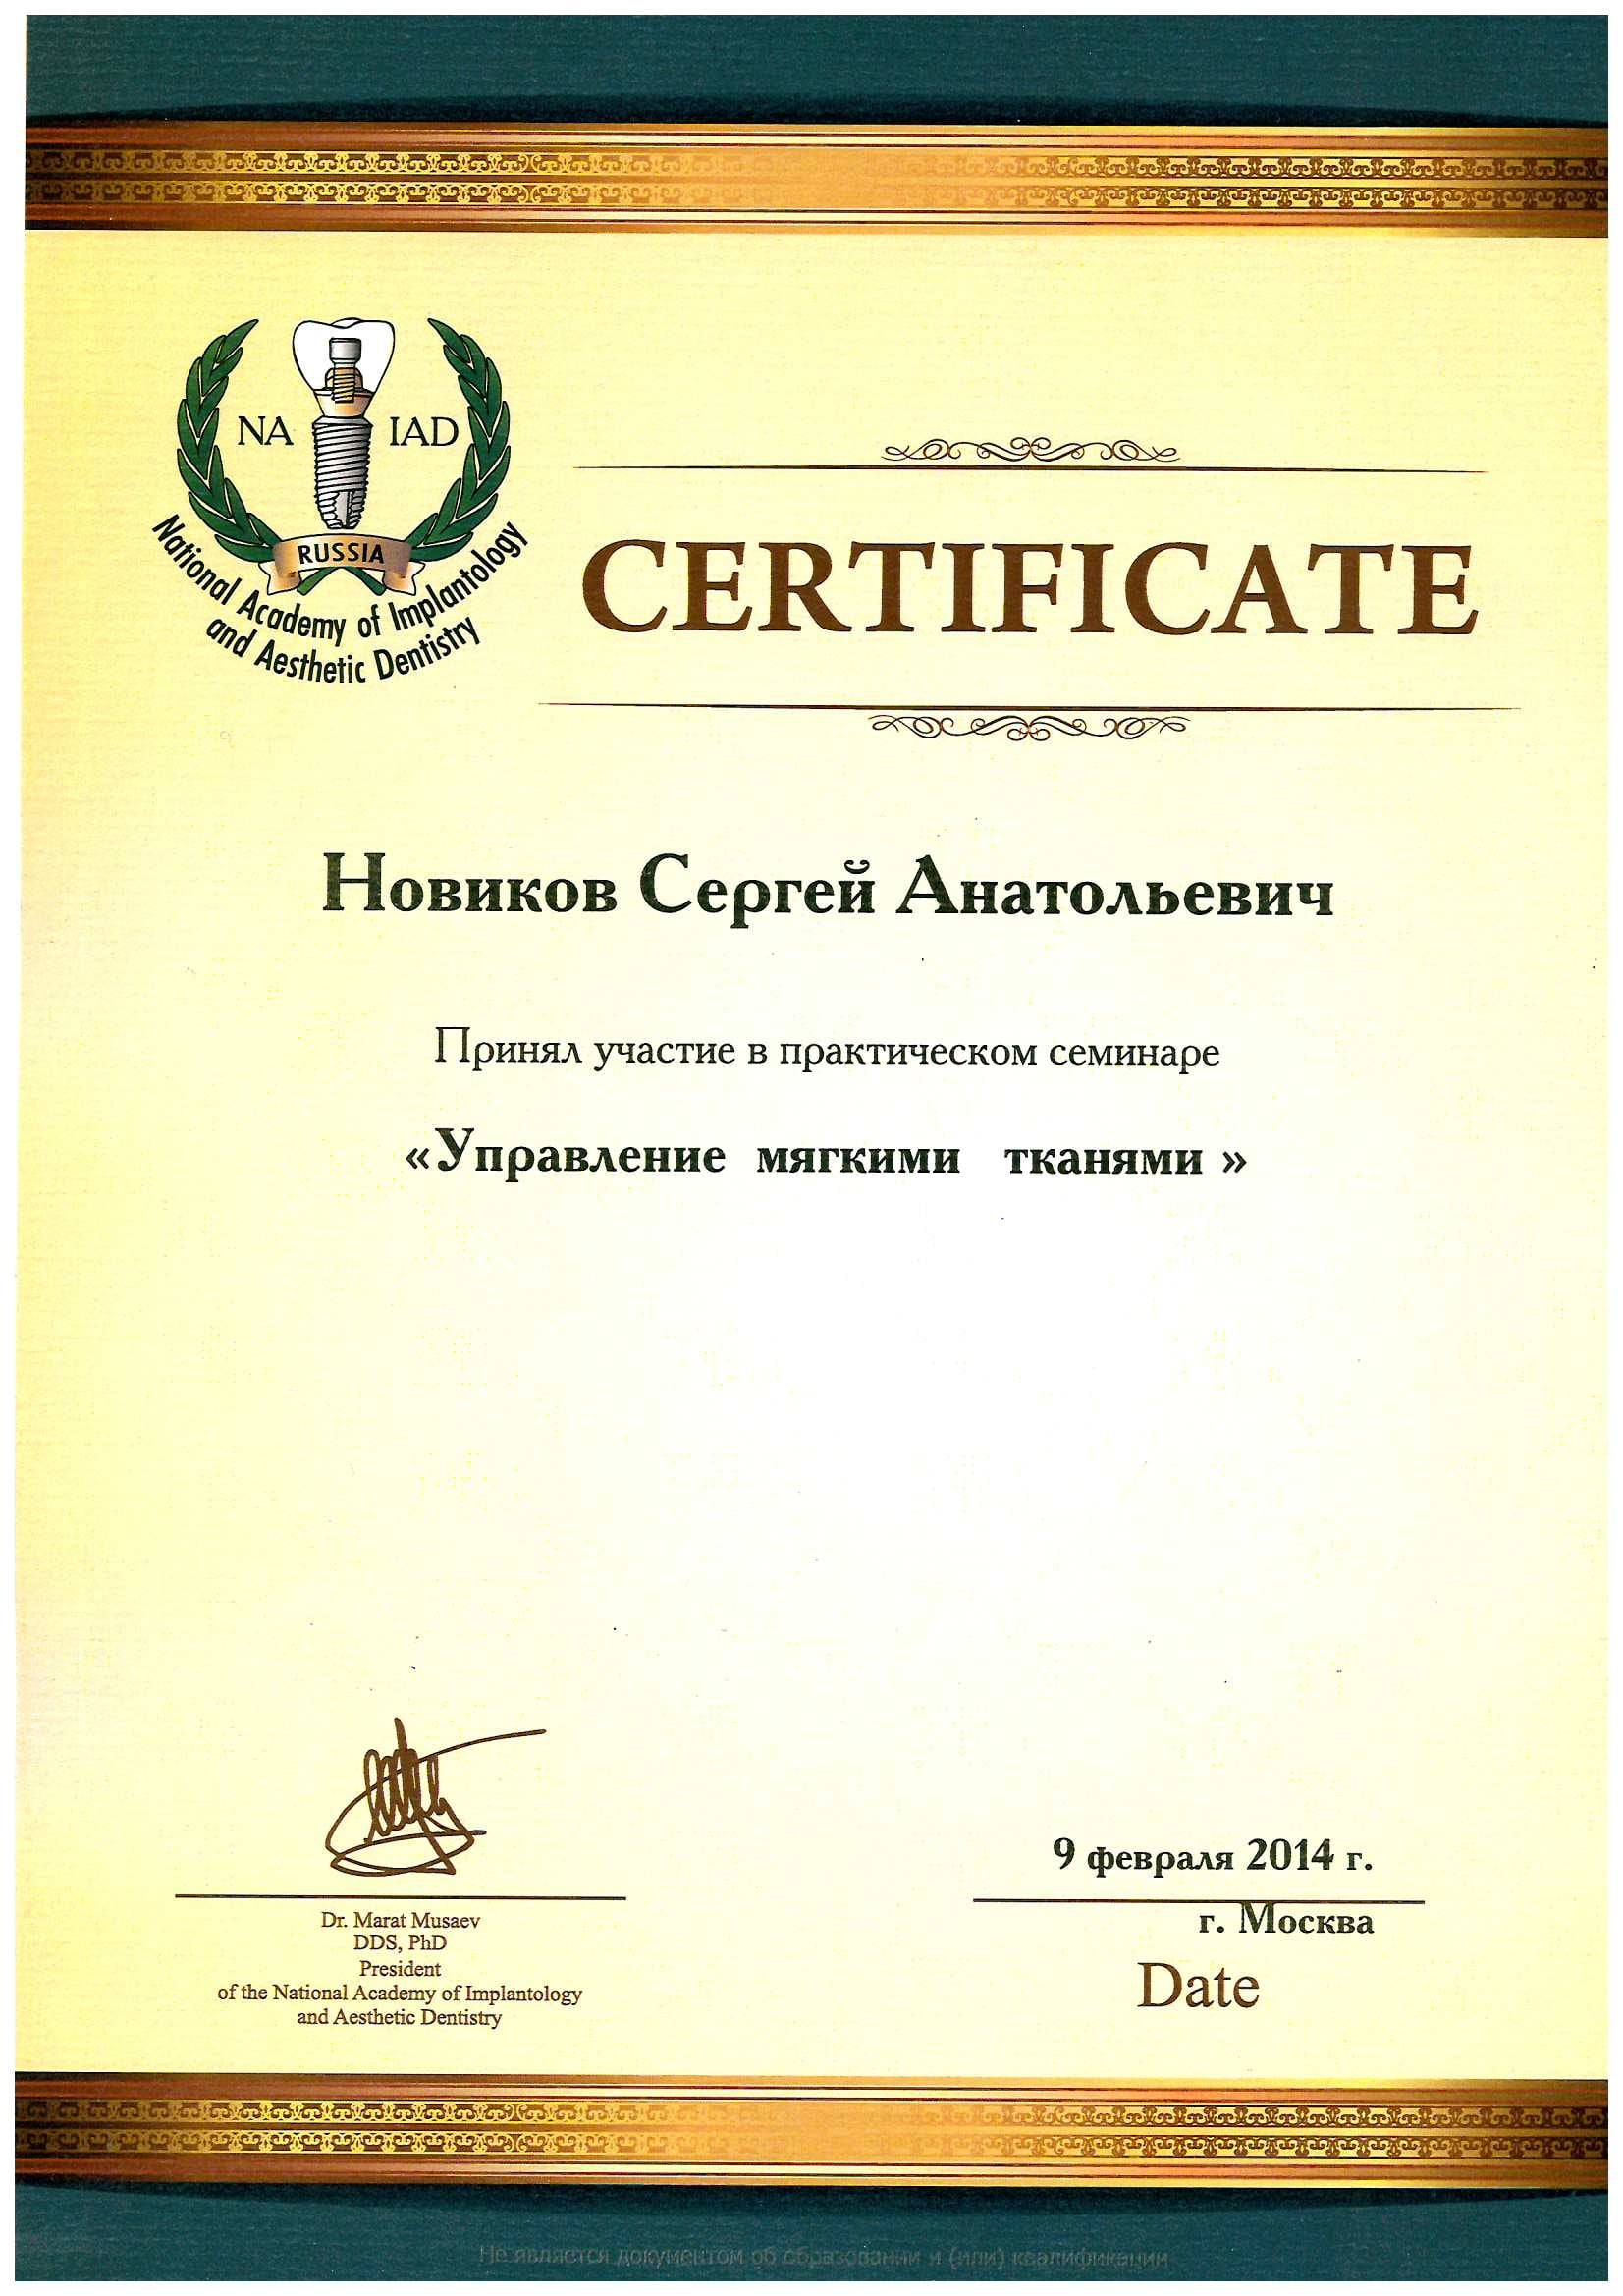 NA IAD
RUSSIA
National Academy of Implantology
and Aesthetic Dentistry
CERTIFICATE
Новиков Сергей Анатольевич
Принял участие в практическом семинаре
«Управление мягкими тканями »
9 февраля 2014 г.
г. Москва
Date
Dr. Marat Musaev
DDS, PhD
President
of the National Academy of Implantology
and Aesthetic Dentistry
Не является документом об образовании и (или) квалификации